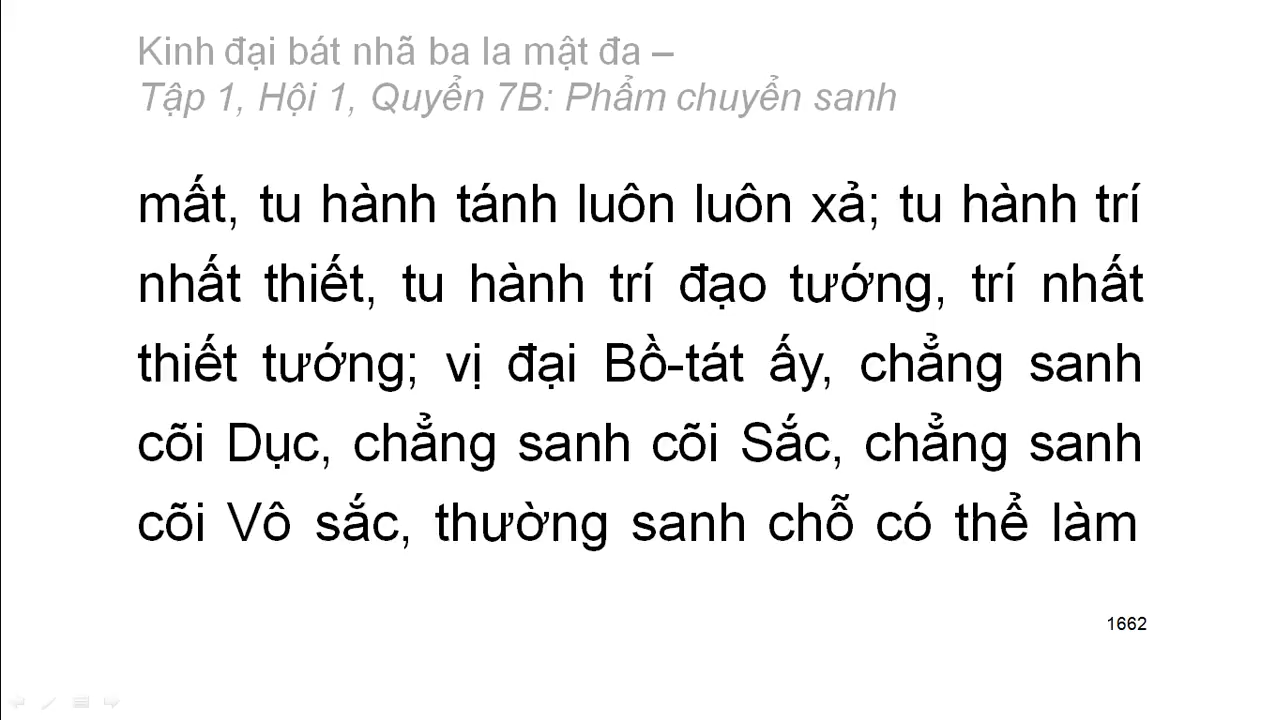 Kinh đại bát nhã ba la mật đa –
Tập 1, Hội 1, Quyển 7B: Phẩm chuyển sanh
mất, tu hành tánh luôn luôn xả; tu hành trí
nhất thiết, tu hành trí đạo tướng, trí nhất
thiết tướng; vị đại Bồ-tát ấy, chẳng sanh
cõi Dục, chẳng sanh cõi Sắc, chẳng sanh
cõi Vô sắc, thường sanh chỗ có thể làm
1662